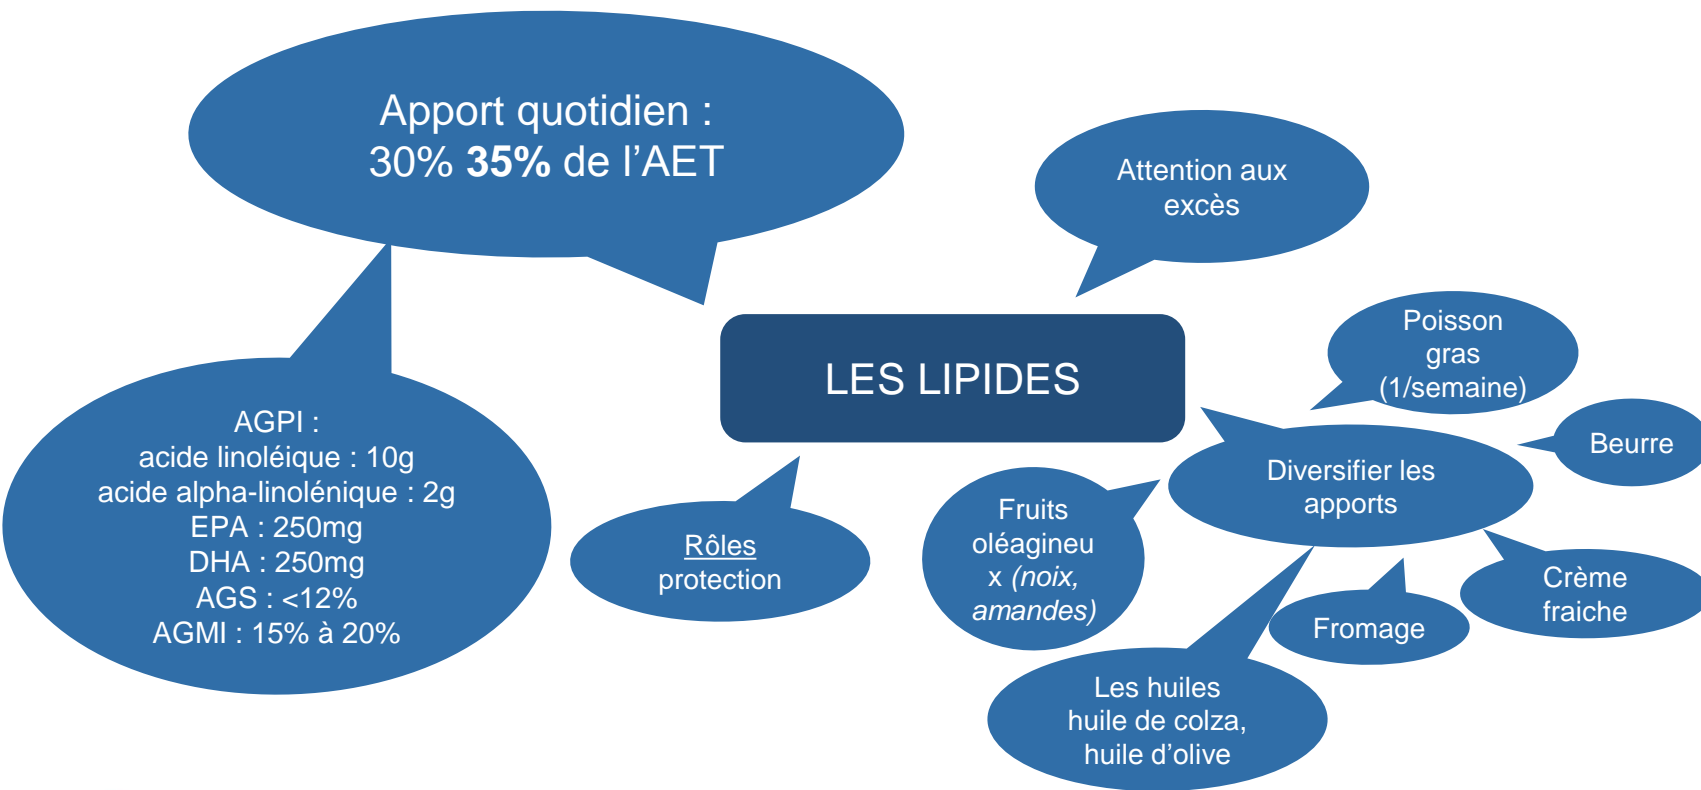 Apport quotidien :
30% 35% de l’AET
Attention aux
excès
LES LIPIDES
Poisson
gras
(1/semaine)
Beurre
Diversifier les
apports
AGPI :
acide linoléique : 10g
acide alpha-linolénique : 2g
EPA : 250mg
DHA : 250mg
AGS : <12%
AGMI : 15% à 20%
Rôles
protection
Fruits
oléagineu
x (noix,
amandes)
Crème
fraiche
Fromage
Les huiles
huile de colza,
huile d’olive